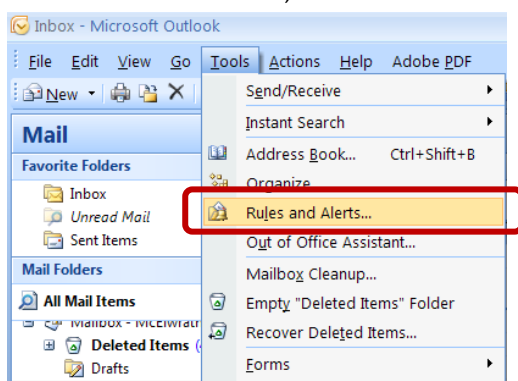 Inbox - Microsoft Outlook
File Edit View Go Tools Actions Help Adobe PDF
New
Send/Receive
Instant Search
Mail
Address Book... Ctrl+Shift+B
Favorite Folders
Organize
Inbox
Rules and Alerts...
Unread Mail
Sent Items
Out of Office Assistant...
Mail Folders
Mailbox Cleanup...
All Mail Items
Empty "Deleted Items" Folder
Mailbox - McElwrath
Recover Deleted Items...
Deleted Items (
Drafts
Forms